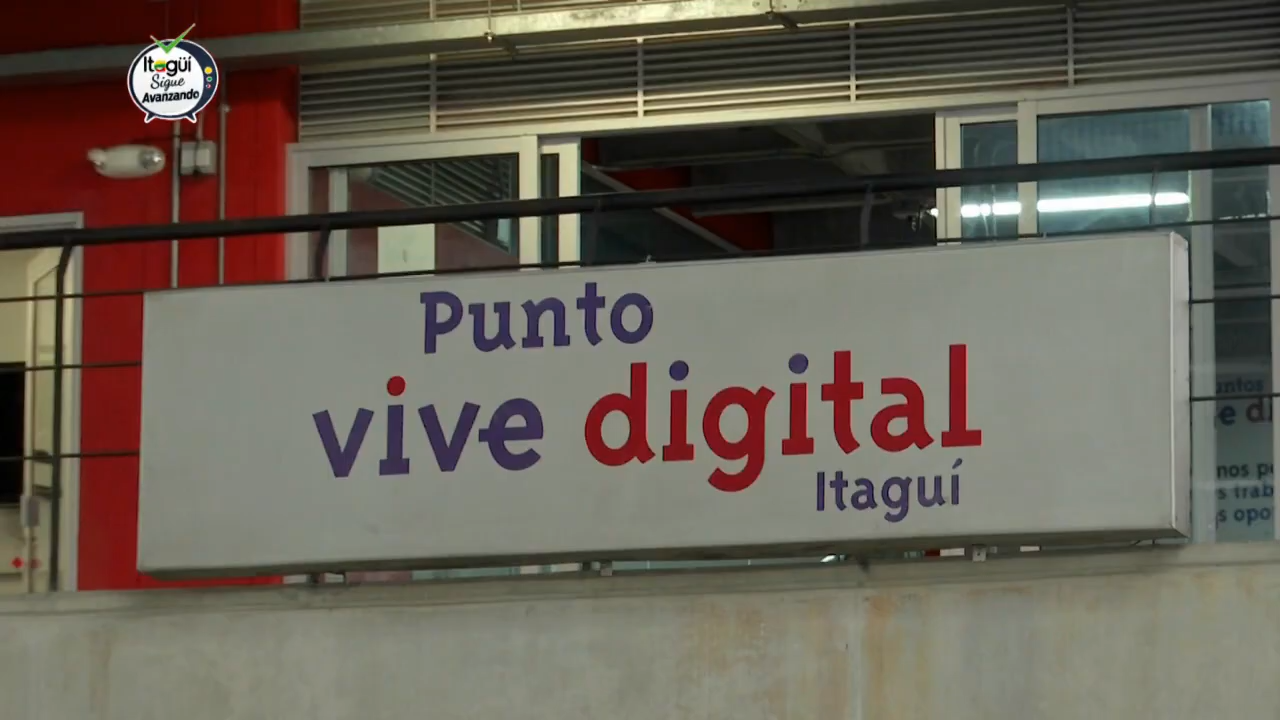 Itagüí
Sigue
Avanzando
Punto
vive digital
Itaguí